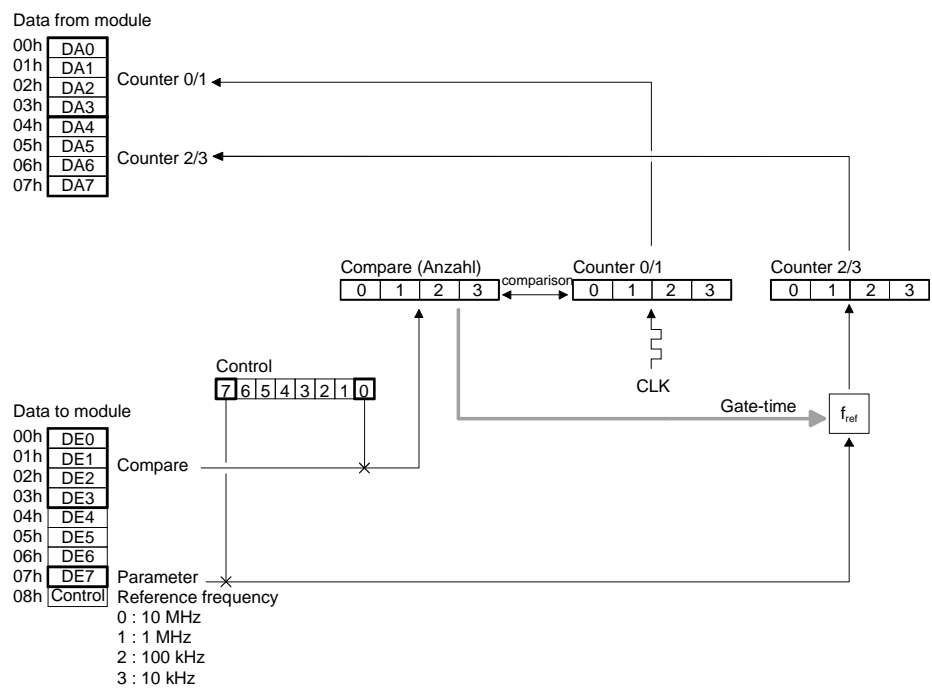 Data from module
00h DA0
01h DA1
02h DA2
03h DA3
04h DA4
05h DA5
06h DA6
07h DA7
Counter 0/1
Counter 2/3
Compare (Anzahl)
0 1 2 3
comparison
Counter 0/1
0 1 2 3
Counter 2/3
0 1 2 3
CLK
Control
7 6 5 4 3 2 1 0
Gate-time
fref
Data to module
00h DE0
01h DE1
02h DE2
03h DE3
04h DE4
05h DE5
06h DE6
07h DE7
08h Control
Compare
Parameter
Reference frequency
0 : 10 MHz
1 : 1 MHz
2 : 100 kHz
3 : 10 kHz